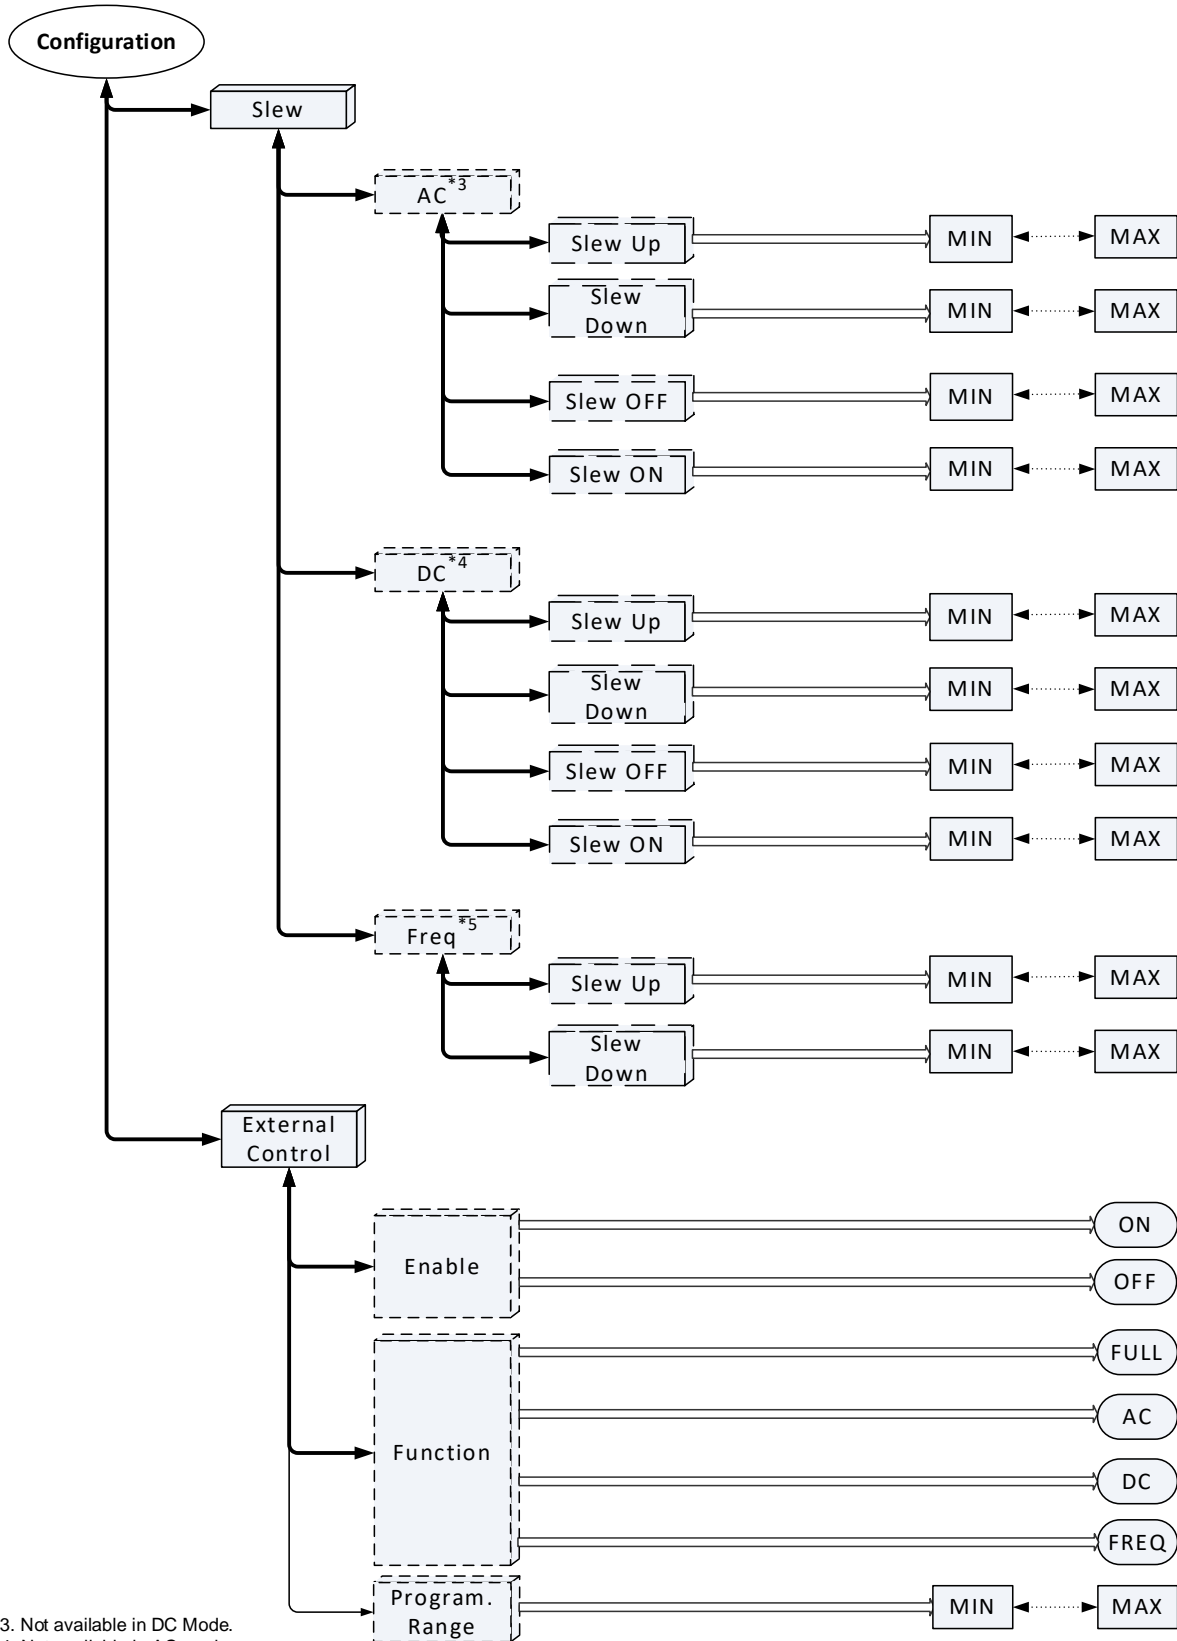 Configuration
Slew
AC*3
Slew Up
MIN
MAX
Slew
Down
MIN
MAX
Slew OFF
MIN
MAX
Slew ON
MIN
MAX
DC*4
Slew Up
MIN
MAX
Slew
Down
MIN
MAX
Slew OFF
MIN
MAX
Slew ON
MIN
MAX
Freq*5
Slew Up
MIN
MAX
Slew
Down
MIN
MAX
External
Control
Enable
ON
OFF
Function
FULL
AC
DC
FREQ
Program.
Range
MIN
MAX
3. Not available in DC Mode.